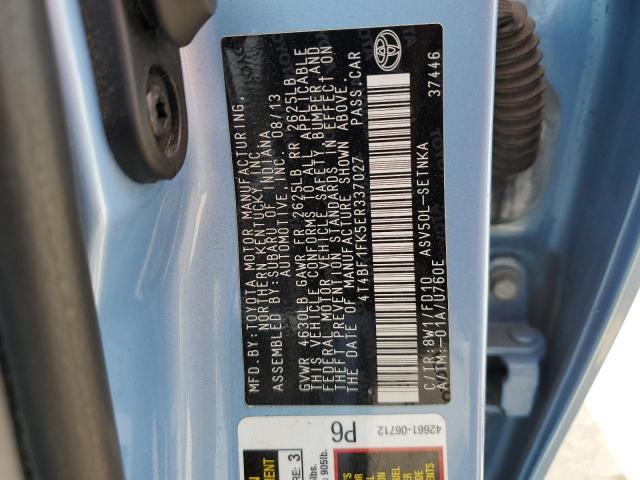 MFD.BY:TOYOTA MOTOR MANUFACTURING,
NORTHERN KENTUCKY, INC.
ASSEMBLED BY:SUBARU OF INDIANA
AUTOMOTIVE, INC. 08/13
GVWR 4630LB GAWR FR 2625LB RR 2625LB
THIS VEHICLE CONFORMS TO ALL APPLICABLE
FEDERAL MOTOR VEHICLE SAFETY, BUMPER AND
THEFT PREVENTION STANDARDS IN EFFECT ON
THE DATE OF MANUFACTURE SHOWN ABOVE.
4T4BF1FK5ER337027 PASS.CAR
C/TR:8W1/FD10 ASV50L-SETNKA
A/TM:-01A/U760E 37446
P6
42661-06712
3
905lb.